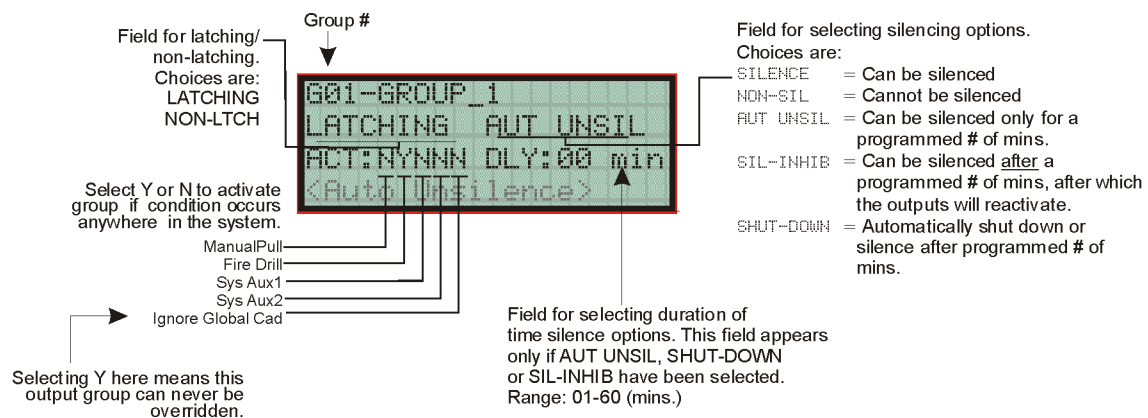 Group #
Field for latching/
non-latching.
Choices are:
LATCHING
NON-LTCH
G01-GROUP_1
LATCHING AUT UNSIL
ACT:NYNNN DLY:00 min
<Auto Unsilence>
Select Y or N to activate
group if condition occurs
anywhere in the system.
ManualPull
Fire Drill
Sys Aux1
Sys Aux2
Ignore Global Cad
Selecting Y here means this
output group can never be
overridden.
Field for selecting silencing options.
Choices are:
SILENCE = Can be silenced
NON-SIL = Cannot be silenced
AUT UNSIL = Can be silenced only for a
programmed # of mins.
SIL-INHIB = Can be silenced after a
programmed # of mins, after which
the outputs will reactivate.
SHUT-DOWN = Automatically shut down or
silence after programmed # of
mins.
Field for selecting duration of
time silence options. This field appears
only if AUT UNSIL, SHUT-DOWN
or SIL-INHIB have been selected.
Range: 01-60 (mins.)